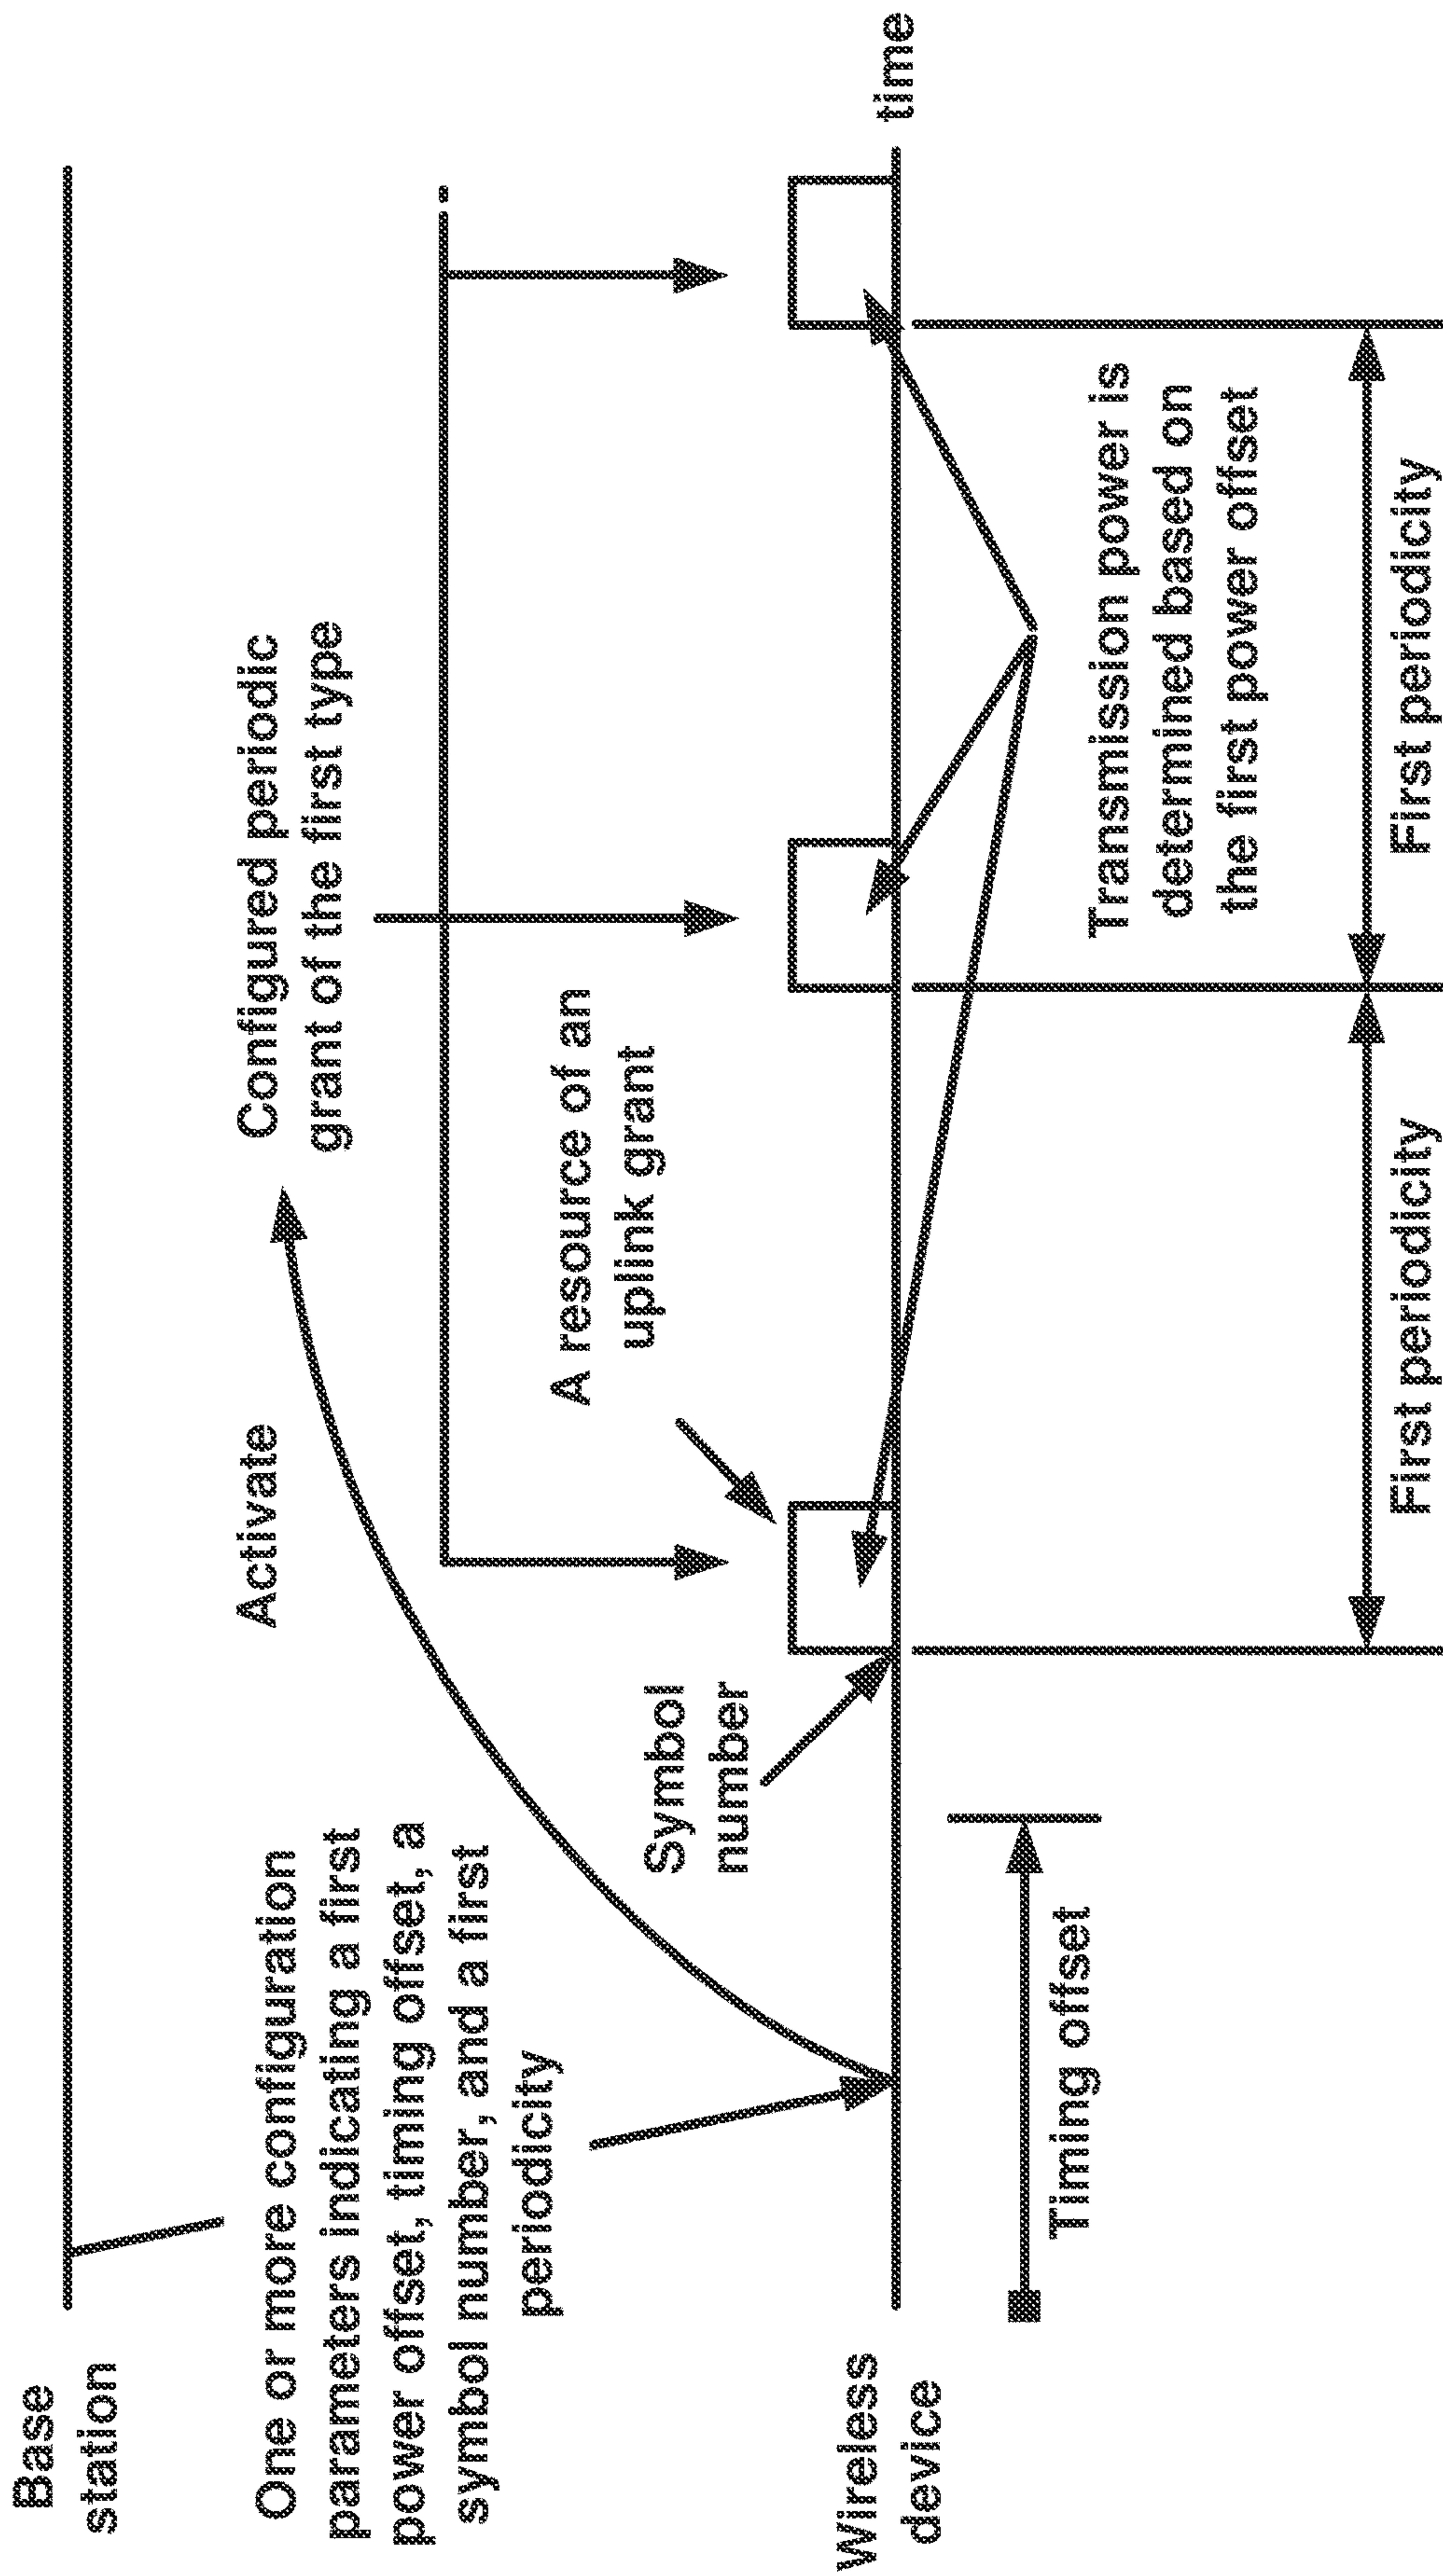 Base
station
One or more configuration
parameters indicating a first
power offset, timing offset, a
symbol number, and a first
periodicity
Activate
Configured periodic
grant of the first type
A resource of an
uplink grant
Symbol
number
Wireless
device
time
Timing offset
Transmission power is
determined based on
the first power offset
First periodicity
First periodicity